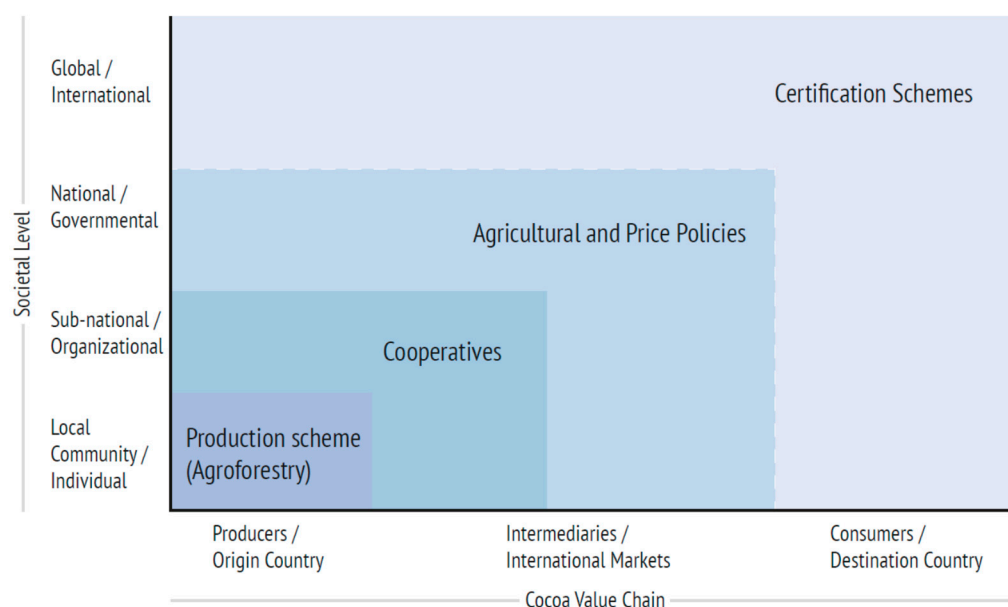 Societal Level
Global /
International
National /
Governmental
Sub-national /
Organizational
Local
Community /
Individual
Certification Schemes
Agricultural and Price Policies
Cooperatives
Production scheme
(Agroforestry)
Producers /
Origin Country
Intermediaries /
International Markets
Consumers /
Destination Country
Cocoa Value Chain